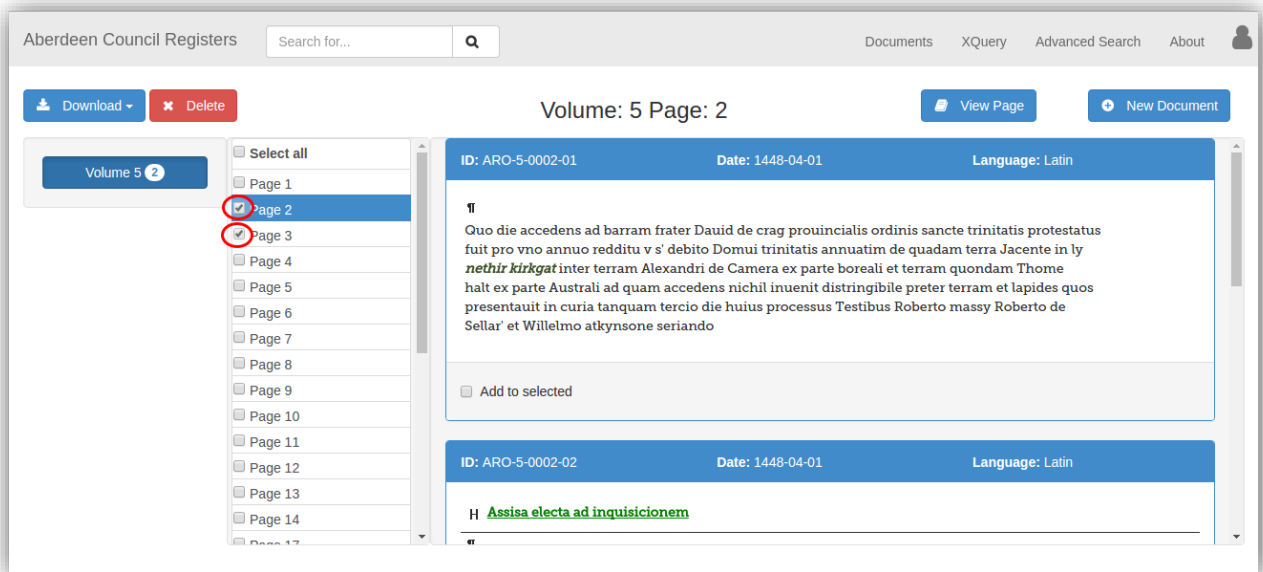 Aberdeen Council Registers
Search for...
Documents XQuery Advanced Search About
Download Delete
Volume: 5 Page: 2
View Page
New Document
Volume 5 2
Select all
Page 1
Page 2
Page 3
Page 4
Page 5
Page 6
Page 7
Page 8
Page 9
Page 10
Page 11
Page 12
Page 13
Page 14
Page 17
ID: ARO-5-0002-01 Date: 1448-04-01 Language: Latin
¶
Quo die accedens ad barram frater Dauid de crag prouincialis ordinis sancte trinitatis protestatus
fuit pro vno annuo redditu v s' debito Domui trinitatis annuatim de quadam terra Jacente in ly
nethir kirkgat inter terram Alexandri de Camera ex parte boreali et terram quondam Thome
halt ex parte Australi ad quam accedens nichil inuenit distringibile preter terram et lapides quos
presentauit in curia tanquam tercio die huius processus Testibus Roberto massy Roberto de
Sellar' et Willelmo atkynsone seriando
Add to selected
ID: ARO-5-0002-02 Date: 1448-04-01 Language: Latin
H Assisa electa ad inquisicionem
¶